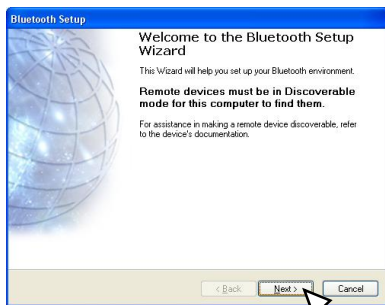 Bluetooth Setup
Welcome to the Bluetooth Setup
Wizard
This Wizard will help you set up your Bluetooth environment.
Remote devices must be in Discoverable
mode for this computer to find them.
For assistance in making a remote device discoverable, refer
to the device's documentation.
< Back Next > Cancel